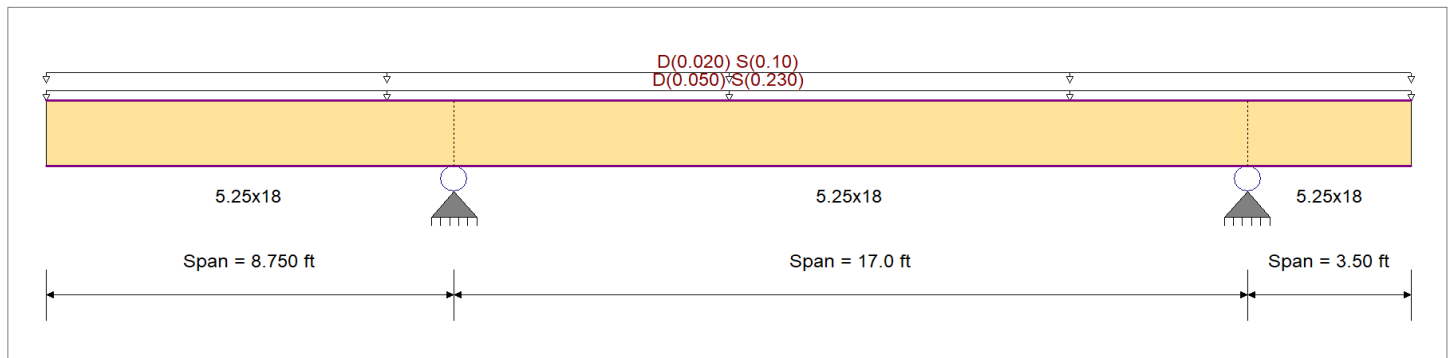 D(0.020) S(0.10)
D(0.050) S(0.230)
5.25x18 5.25x18 5.25x18
Span = 8.750 ft Span = 17.0 ft Span = 3.50 ft